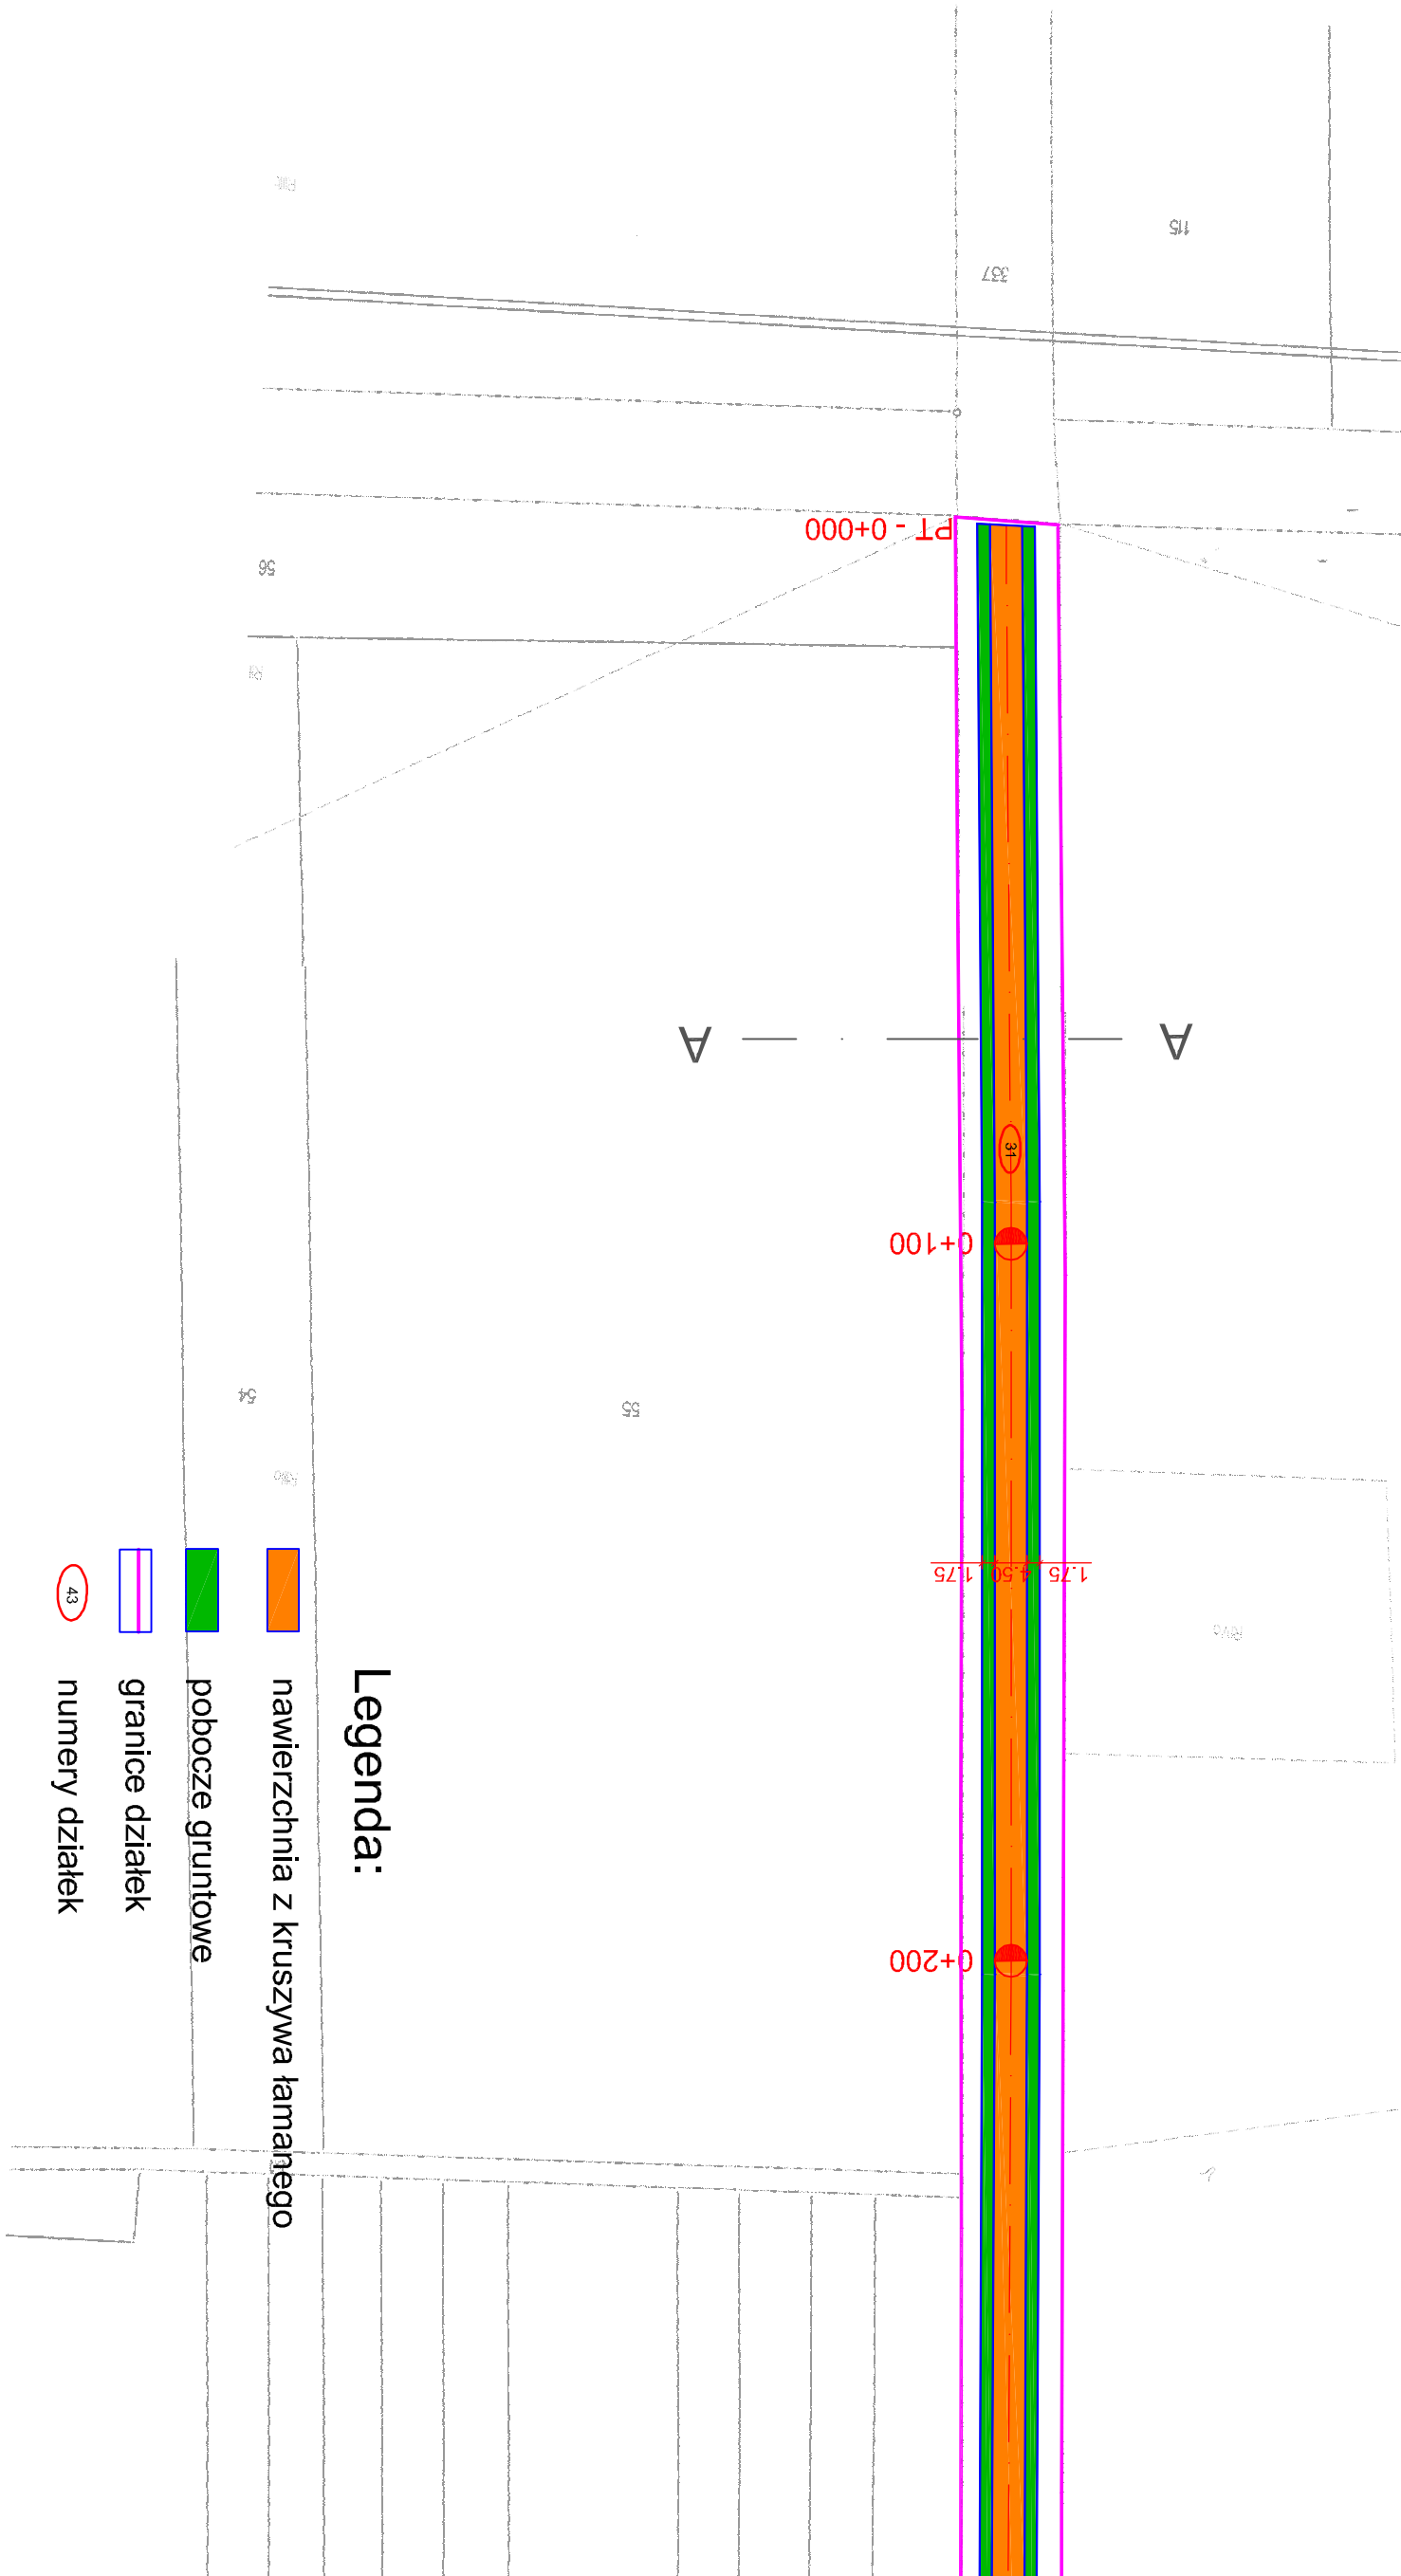 115
337
PT - 0+000
56
A
A
31
0+100
54
55
1.75
4.50
1.75
0+200
Legenda:
nawierzchnia z kruszywa łamanego
pobocze gruntowe
granice działek
43
numery działek